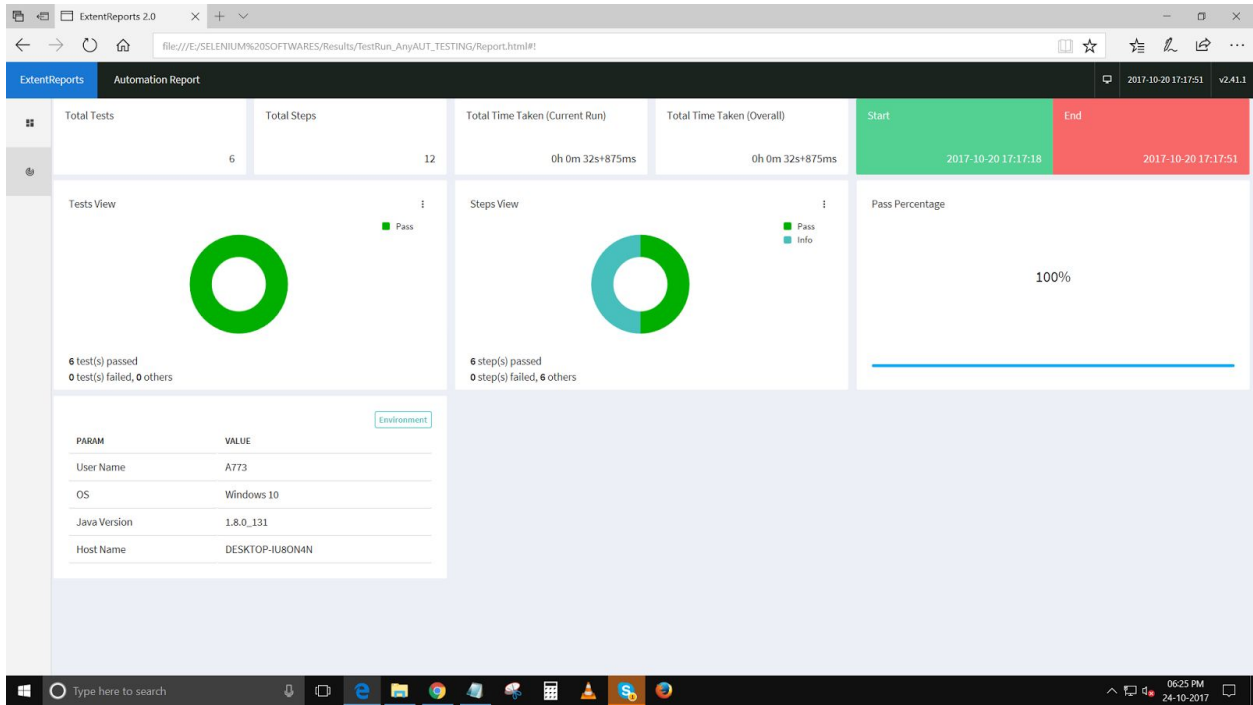 ExtentReports 2.0
file:///E:/SELENIUM%20SOFTWARES/Results/TestRun_AnyAUT_TESTING/Report.html#!
ExtentReports
Automation Report
2017-10-20 17:17:51
v2.41.1
Total Tests
6
Total Steps
12
Total Time Taken (Current Run)
0h 0m 32s+875ms
Total Time Taken (Overall)
0h 0m 32s+875ms
Start
2017-10-20 17:17:18
End
2017-10-20 17:17:51
Tests View
Pass
6 test(s) passed
0 test(s) failed, 0 others
Steps View
Pass
Info
6 step(s) passed
0 step(s) failed, 6 others
Pass Percentage
100%
Environment
PARAM VALUE
User Name A773
OS Windows 10
Java Version 1.8.0_131
Host Name DESKTOP-IU8ON4N
Type here to search
06:25 PM
24-10-2017